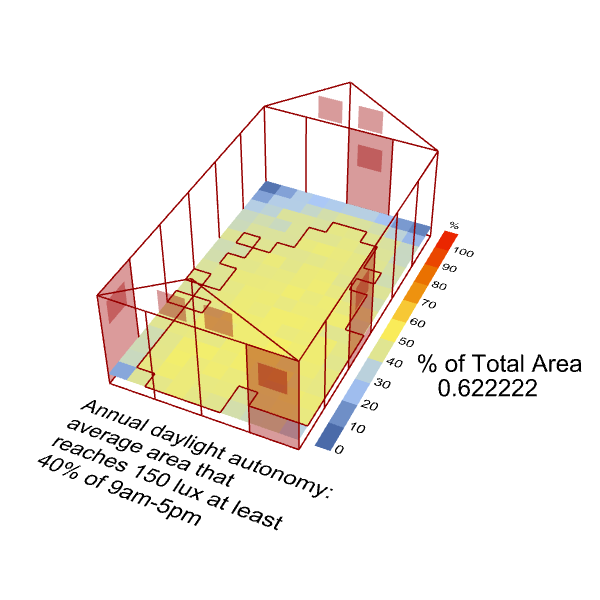 %
100
90
80
70
60
50
40
30
20
10
0
% of Total Area
0.622222
Annual daylight autonomy:
average area that
reaches 150 lux at least
40% of 9am-5pm